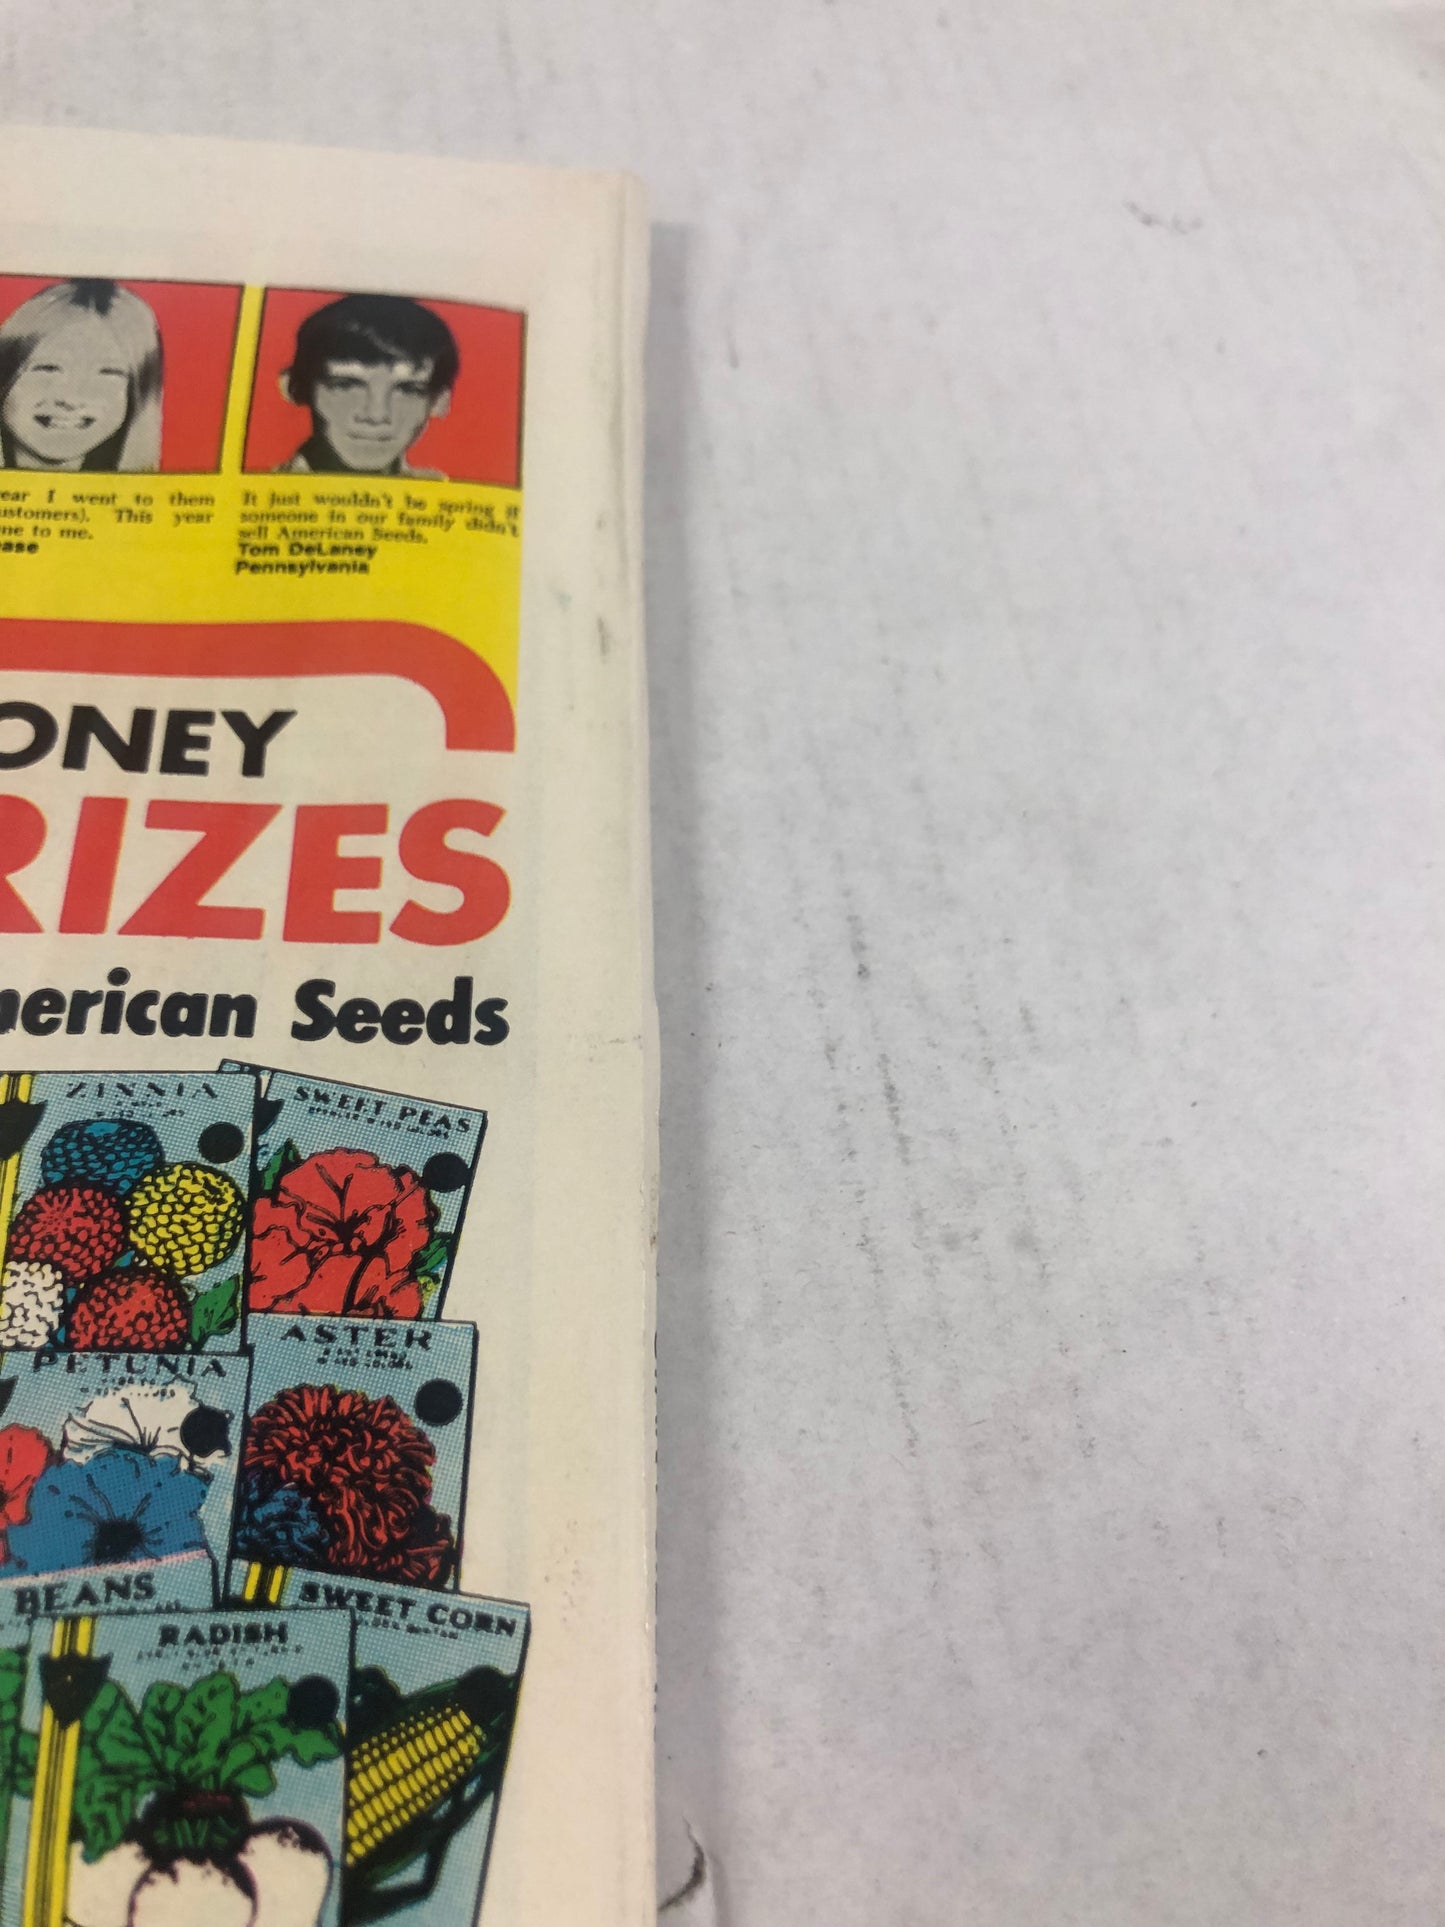 ear I went to them
ustomers). This year
me to me.
ease
It just wouldn't be spring if
someone in our family didn't
sell American Seeds.
Tom DeLaney
Pennsylvania
ONEY
RIZES
merican Seeds
ZINNIA
SWEET PEAS
PETUNIA
ASTER
BEANS
RADISH
SWEET CORN